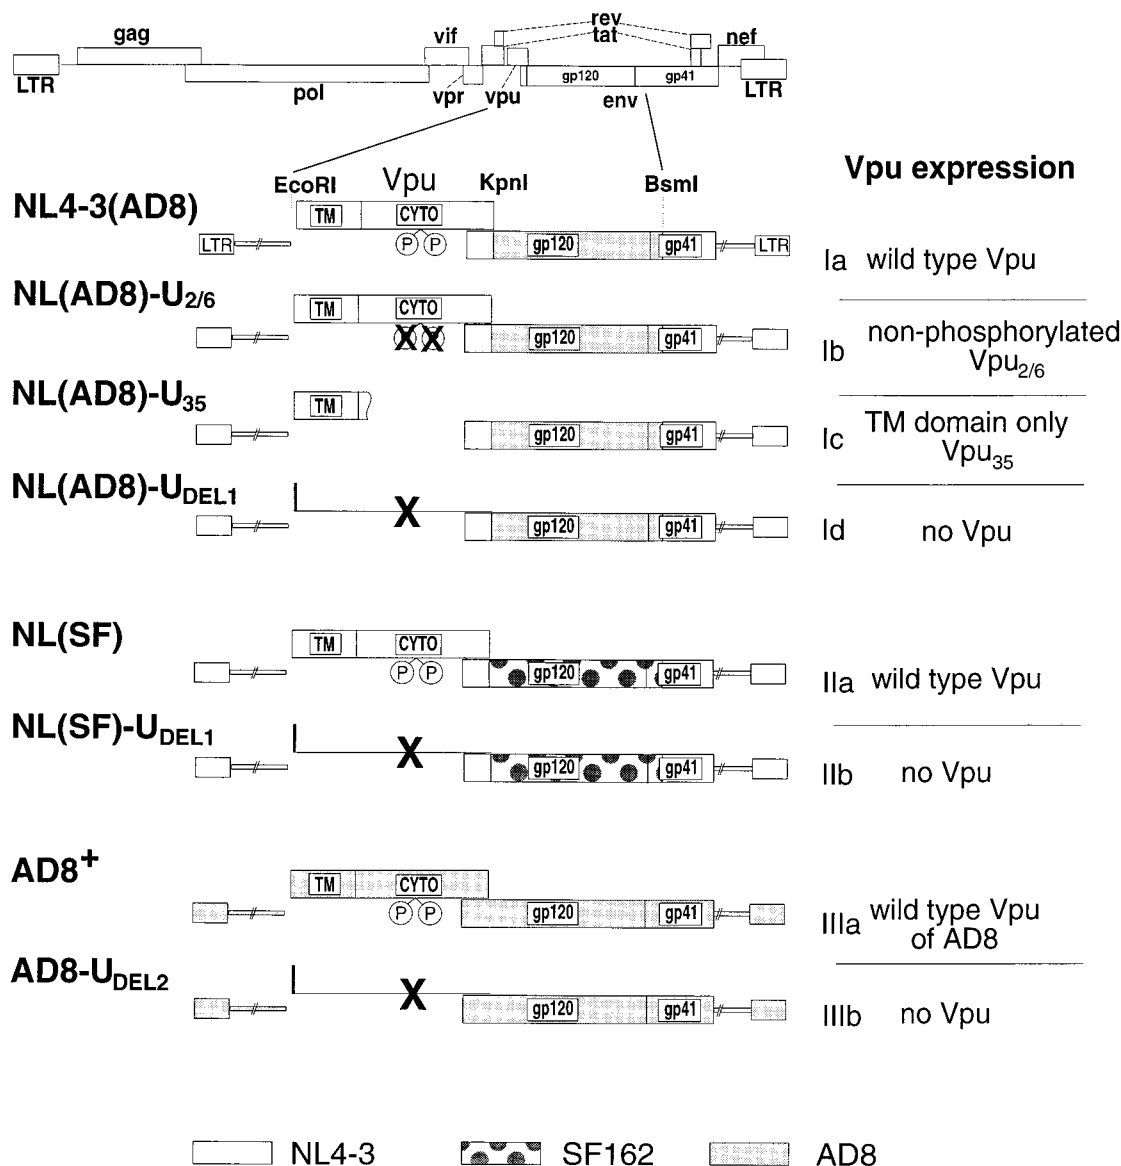 rev
gag vif tat nef
LTR pol vpr vpu gp120 gp41 env LTR
Vpu expression
EcoRI Vpu KpnI BsmI
NL4-3(AD8)
TM CYTO
LTR P P gp120 gp41 LTR
Ia wild type Vpu
NL(AD8)-U2/6
TM CYTO
X X gp120 gp41
Ib non-phosphorylated
Vpu2/6
NL(AD8)-U35
TM
gp120 gp41
Ic TM domain only
Vpu35
NL(AD8)-UDEL1
X gp120 gp41
Id no Vpu
NL(SF)
TM CYTO
P P gp120 gp41
IIa wild type Vpu
NL(SF)-UDEL1
X gp120 gp41
IIb no Vpu
AD8+
TM CYTO
P P gp120 gp41
IIIa wild type Vpu
of AD8
AD8-UDEL2
X gp120 gp41
IIIb no Vpu
NL4-3 SF162 AD8